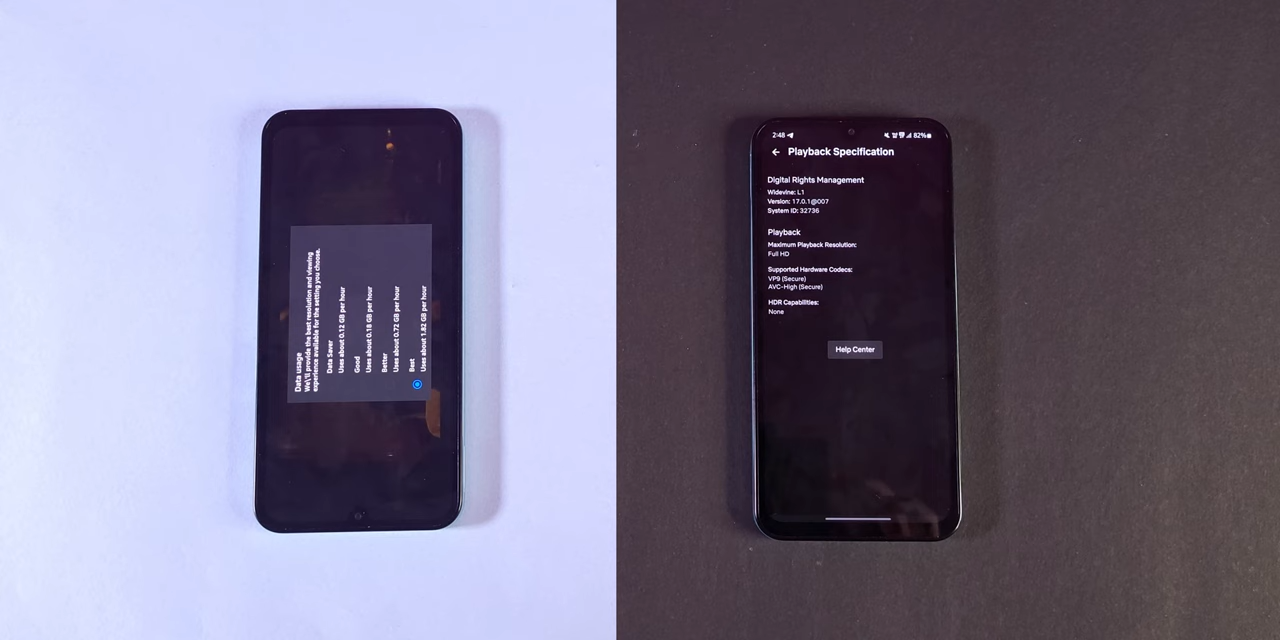 Data usage
We\'ll provide the best resolution and viewing
experience available for the setting you choose.
Data Saver
Uses about 0.12 GB per hour
Good
Uses about 0.18 GB per hour
Better
Uses about 0.72 GB per hour
Best
Uses about 1.82 GB per hour
2:48 82%
Playback Specification
Digital Rights Management
Widevine: L1
Version: 17.0.1@007
System ID: 32736
Playback
Maximum Playback Resolution:
Full HD
Supported Hardware Codecs:
VP9 (Secure)
AVC-High (Secure)
HDR Capabilities:
None
Help Center